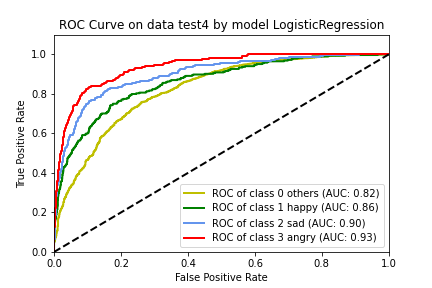 ROC Curve on data test4 by model LogisticRegression
True Positive Rate
1.0
0.8
0.6
0.4
0.2
0.0
ROC of class 0 others (AUC: 0.82)
ROC of class 1 happy (AUC: 0.86)
ROC of class 2 sad (AUC: 0.90)
ROC of class 3 angry (AUC: 0.93)
0.0 0.2 0.4 0.6 0.8 1.0
False Positive Rate